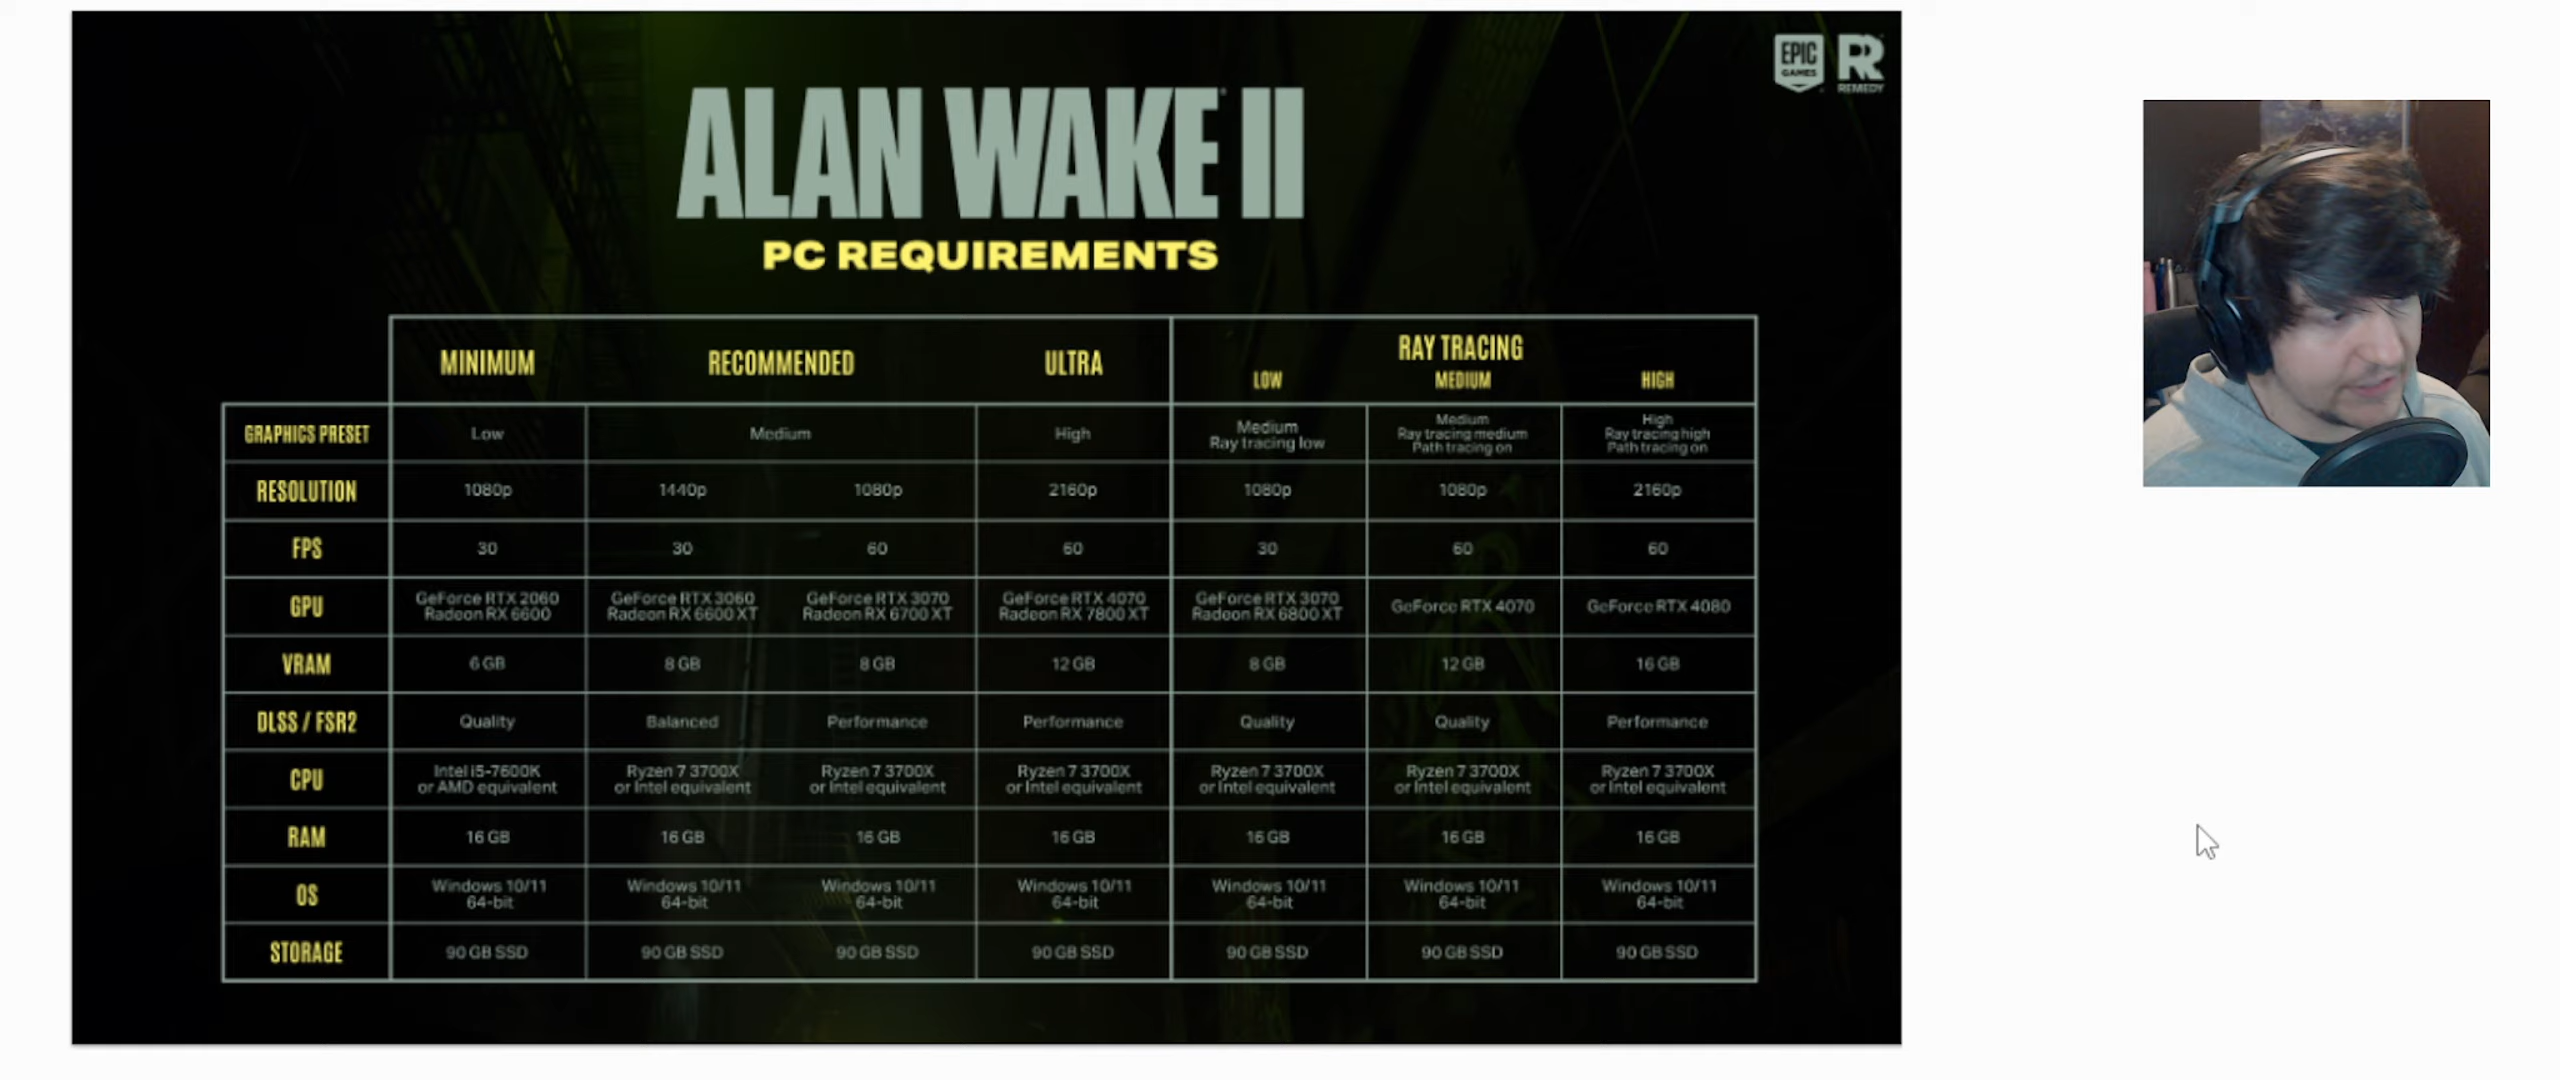 EPIC
GAMES
REMEDY
ALAN WAKE II
PC REQUIREMENTS
MINIMUM RECOMMENDED ULTRA RAY TRACING
LOW MEDIUM HIGH
GRAPHICS PRESET Low Medium High Medium Ray tracing low Medium Ray tracing medium Path tracing on High Ray tracing high Path tracing on
RESOLUTION 1080p 1440p 1080p 2160p 1080p 1080p 2160p
FPS 30 30 60 60 30 60 60
GPU GeForce RTX 2060 Radeon RX 6600 GeForce RTX 3060 Radeon RX 6600 XT GeForce RTX 3070 Radeon RX 6700 XT GeForce RTX 4070 Radeon RX 7800 XT GeForce RTX 3070 Radeon RX 6800 XT GeForce RTX 4070 GeForce RTX 4080
VRAM 6 GB 8 GB 8 GB 12 GB 8 GB 12 GB 16 GB
DLSS / FSR2 Quality Balanced Performance Performance Quality Quality Performance
CPU Intel i5-7600K or AMD equivalent Ryzen 7 3700X or Intel equivalent Ryzen 7 3700X or Intel equivalent Ryzen 7 3700X or Intel equivalent Ryzen 7 3700X or Intel equivalent Ryzen 7 3700X or Intel equivalent Ryzen 7 3700X or Intel equivalent
RAM 16 GB 16 GB 16 GB 16 GB 16 GB 16 GB 16 GB
OS Windows 10/11 64-bit Windows 10/11 64-bit Windows 10/11 64-bit Windows 10/11 64-bit Windows 10/11 64-bit Windows 10/11 64-bit Windows 10/11 64-bit
STORAGE 90 GB SSD 90 GB SSD 90 GB SSD 90 GB SSD 90 GB SSD 90 GB SSD 90 GB SSD